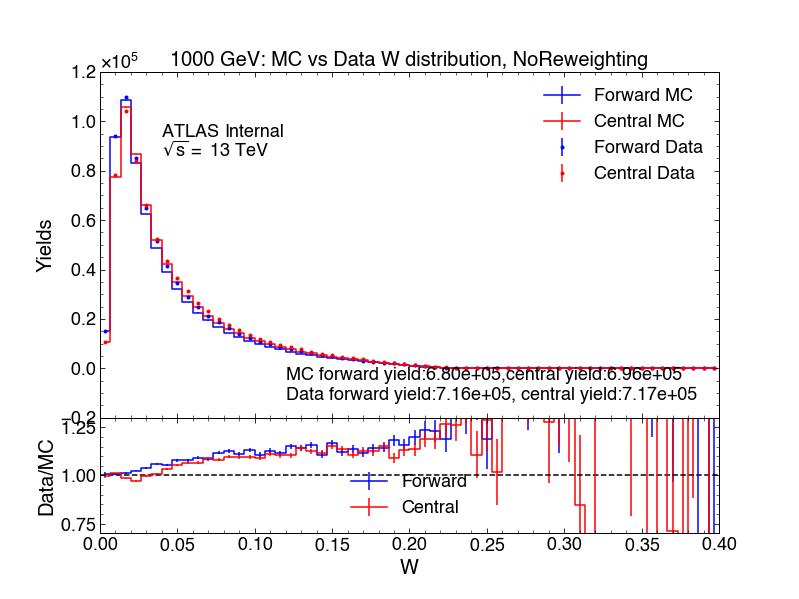 ×10⁵
1000 GeV: MC vs Data W distribution, NoReweighting
1.2
1.0
0.8
0.6
0.4
0.2
0.0
−0.2
Yields
ATLAS Internal
√s = 13 TeV
Forward MC
Central MC
Forward Data
Central Data
MC forward yield:6.80e+05,central yield:6.96e+05
Data forward yield:7.16e+05, central yield:7.17e+05
1.25
1.00
0.75
Data/MC
Forward
Central
0.00 0.05 0.10 0.15 0.20 0.25 0.30 0.35 0.40
W